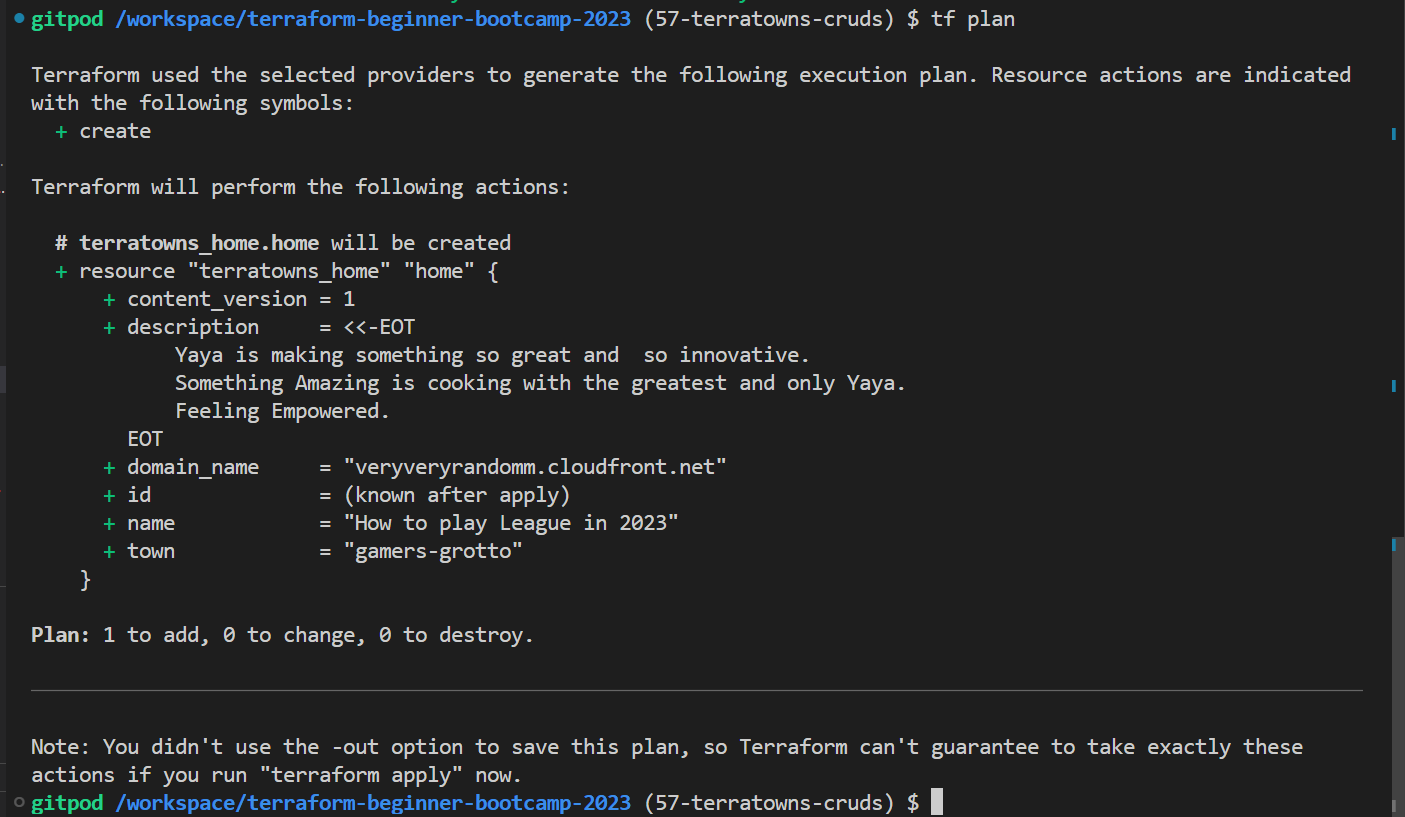 gitpod /workspace/terraform-beginner-bootcamp-2023 (57-terratowns-cruds) $ tf plan
Terraform used the selected providers to generate the following execution plan. Resource actions are indicated
with the following symbols:
+ create
Terraform will perform the following actions:
# terratowns_home.home will be created
+ resource "terratowns_home" "home" {
+ content_version = 1
+ description     = <<-EOT
Yaya is making something so great and  so innovative.
Something Amazing is cooking with the greatest and only Yaya.
Feeling Empowered.
EOT
+ domain_name     = "veryveryrandomm.cloudfront.net"
+ id              = (known after apply)
+ name            = "How to play League in 2023"
+ town            = "gamers-grotto"
}
Plan: 1 to add, 0 to change, 0 to destroy.
Note: You didn't use the -out option to save this plan, so Terraform can't guarantee to take exactly these
actions if you run "terraform apply" now.
gitpod /workspace/terraform-beginner-bootcamp-2023 (57-terratowns-cruds) $